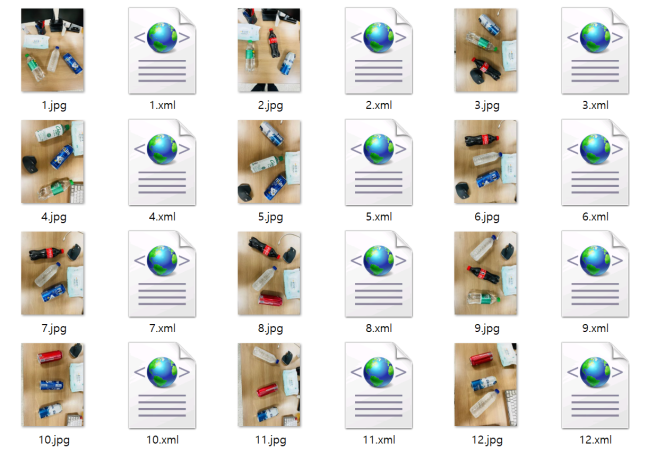 1.jpg 1.xml 2.jpg 2.xml 3.jpg 3.xml
4.jpg 4.xml 5.jpg 5.xml 6.jpg 6.xml
7.jpg 7.xml 8.jpg 8.xml 9.jpg 9.xml
10.jpg 10.xml 11.jpg 11.xml 12.jpg 12.xml